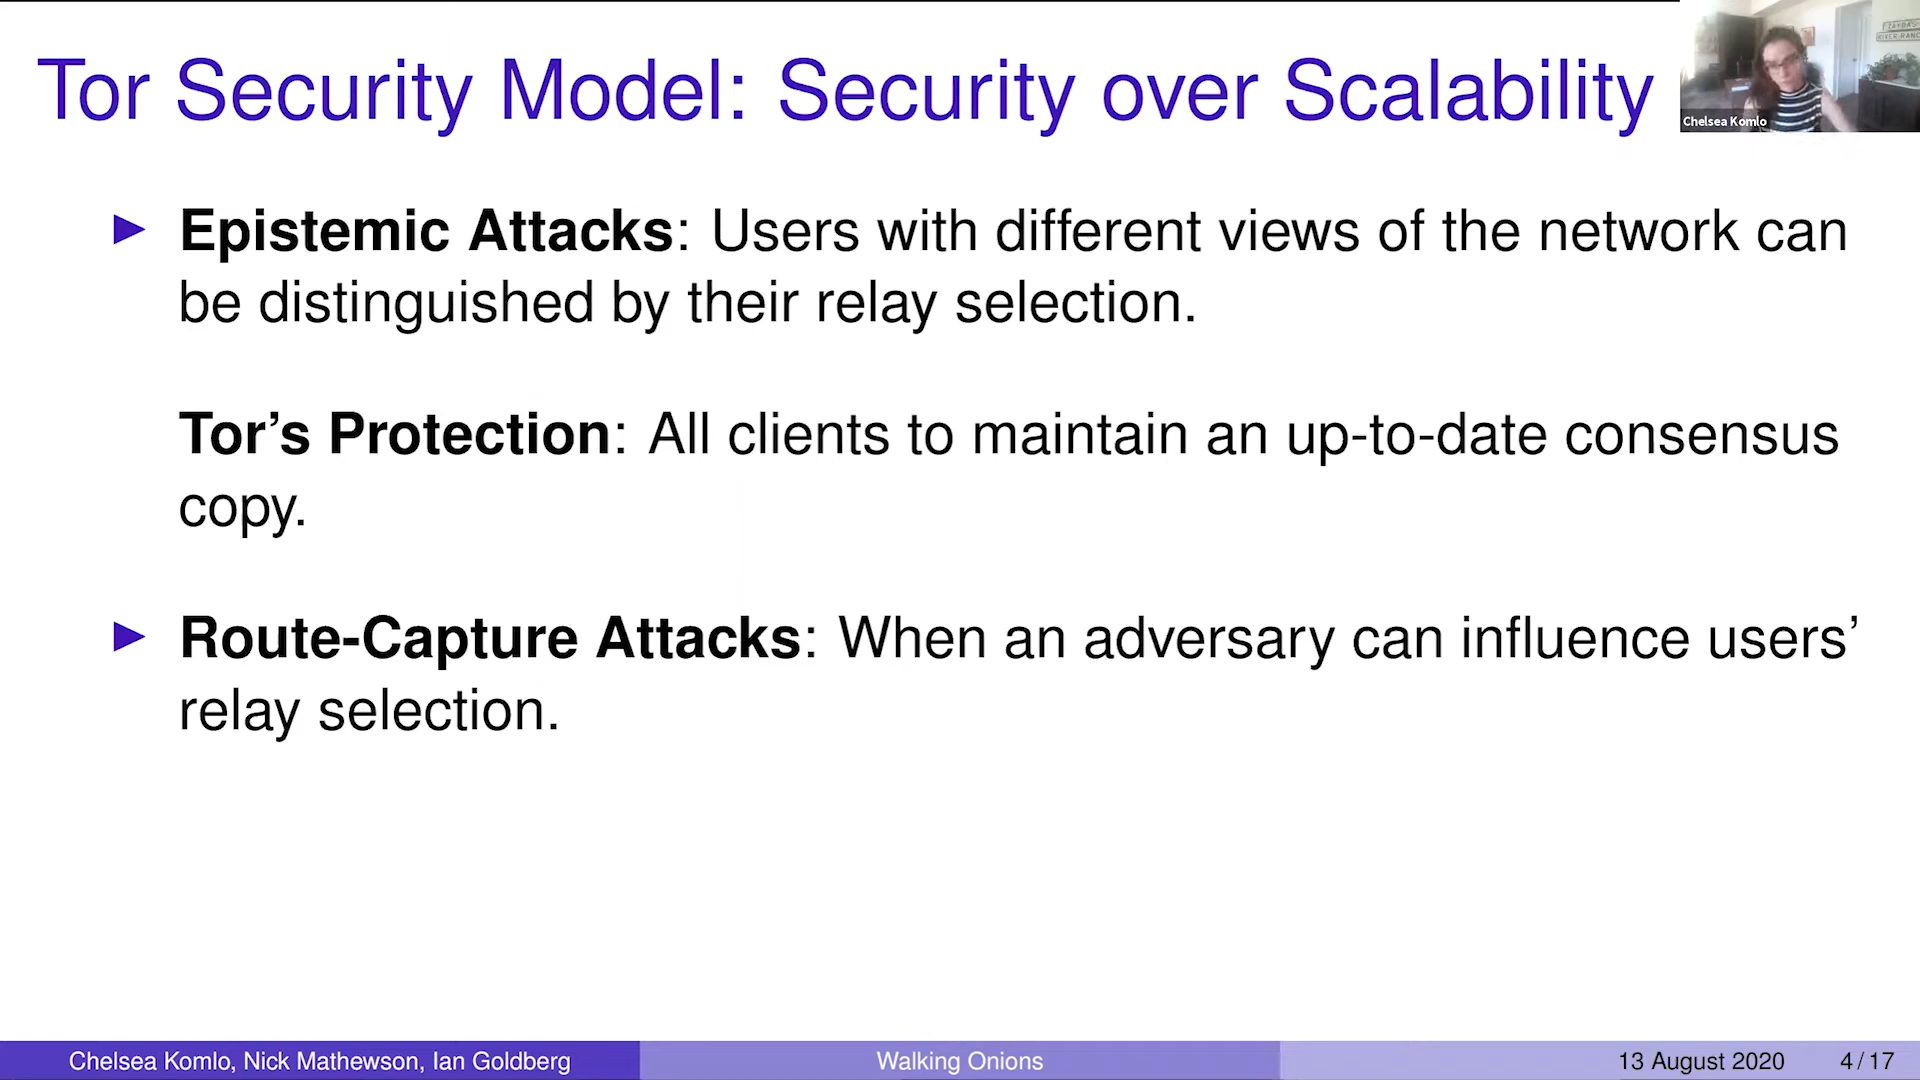 Tor Security Model: Security over Scalability
Chelsea Komlo
▶ Epistemic Attacks: Users with different views of the network can
be distinguished by their relay selection.
Tor’s Protection: All clients to maintain an up-to-date consensus
copy.
▶ Route-Capture Attacks: When an adversary can influence users’
relay selection.
Chelsea Komlo, Nick Mathewson, Ian Goldberg
Walking Onions
13 August 2020
4 / 17